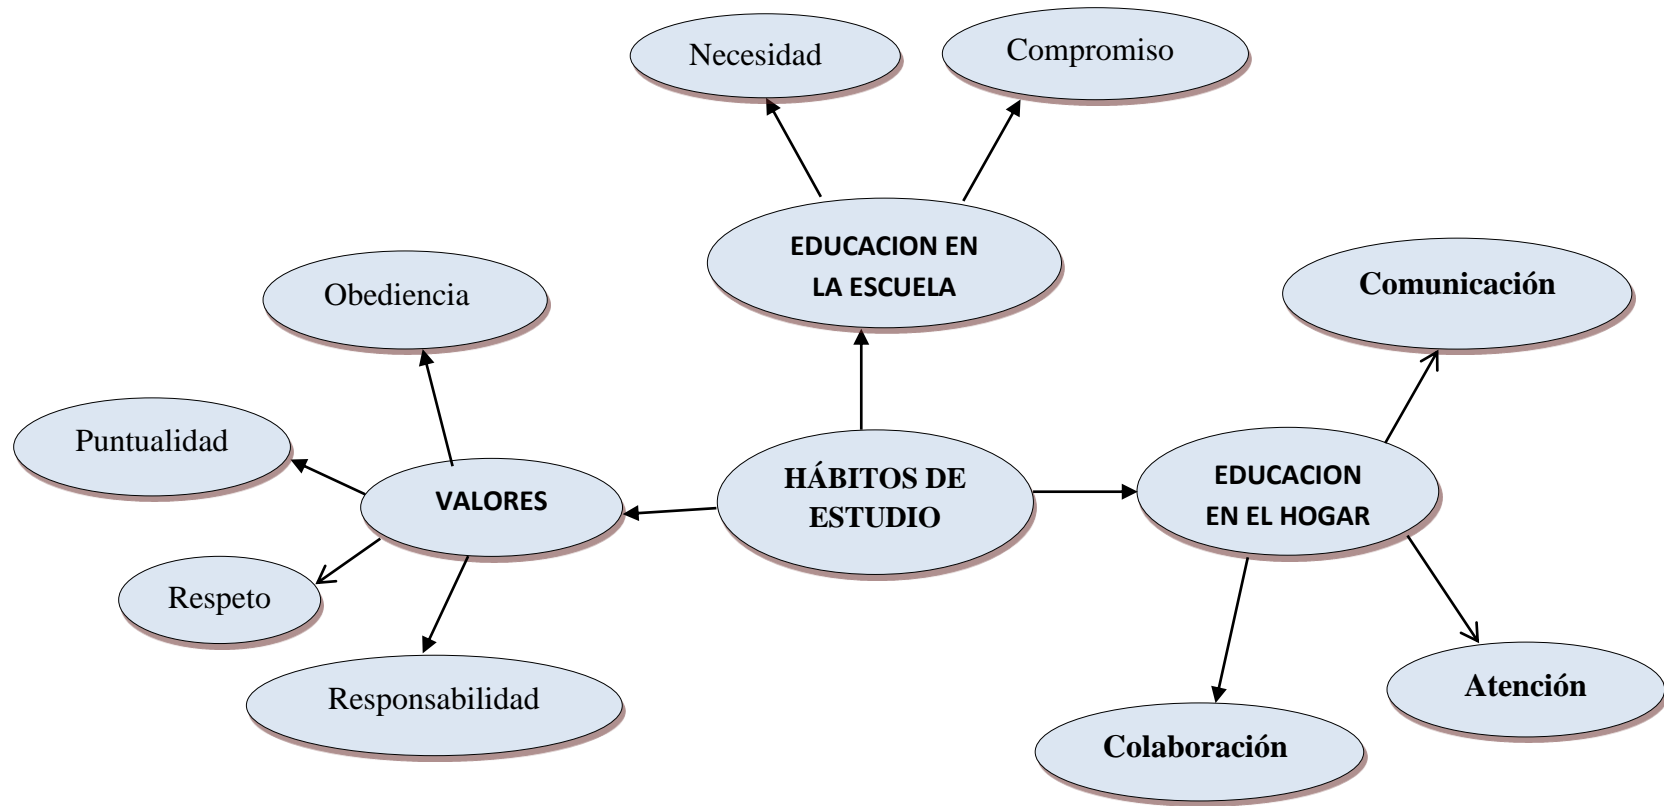 Necesidad
Compromiso
EDUCACION EN
LA ESCUELA
Obediencia
Comunicación
Puntualidad
VALORES
HÁBITOS DE
ESTUDIO
EDUCACION
EN EL HOGAR
Respeto
Responsabilidad
Atención
Colaboración